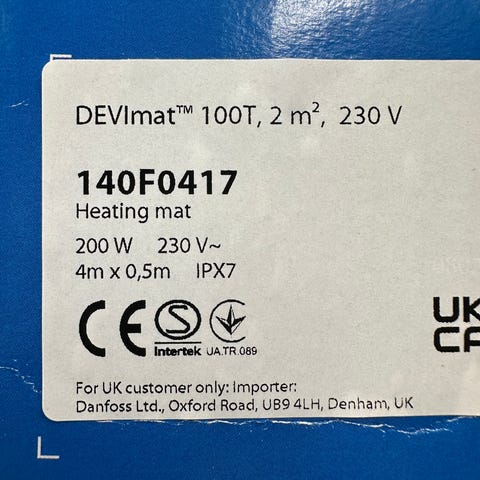 DEVImat™ 100T, 2 m², 230 V
140F0417
Heating mat
200 W 230 V~
4m x 0,5m IPX7
CE S Intertek UA.TR.089
UK
CA
For UK customer only: Importer:
Danfoss Ltd., Oxford Road, UB9 4LH, Denham, UK